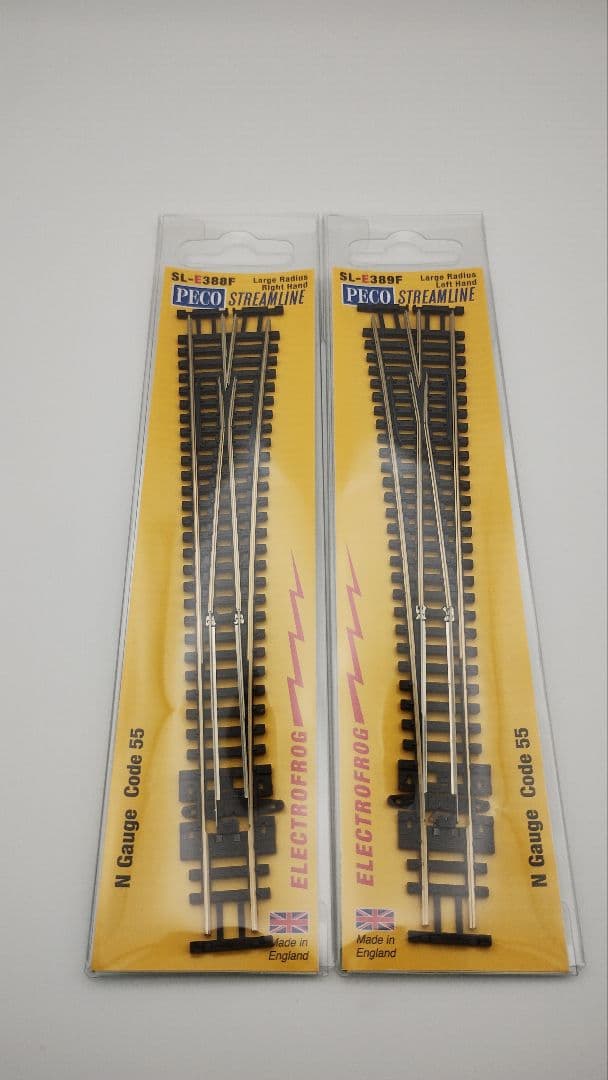 SL-E388F
Large Radius
Right Hand
PECO STREAMLINE
N Gauge Code 55
ELECTROFROG
Made in
England
SL-E389F
Large Radius
Left Hand
PECO STREAMLINE
ELECTROFROG
N Gauge Code 55
Made in
England